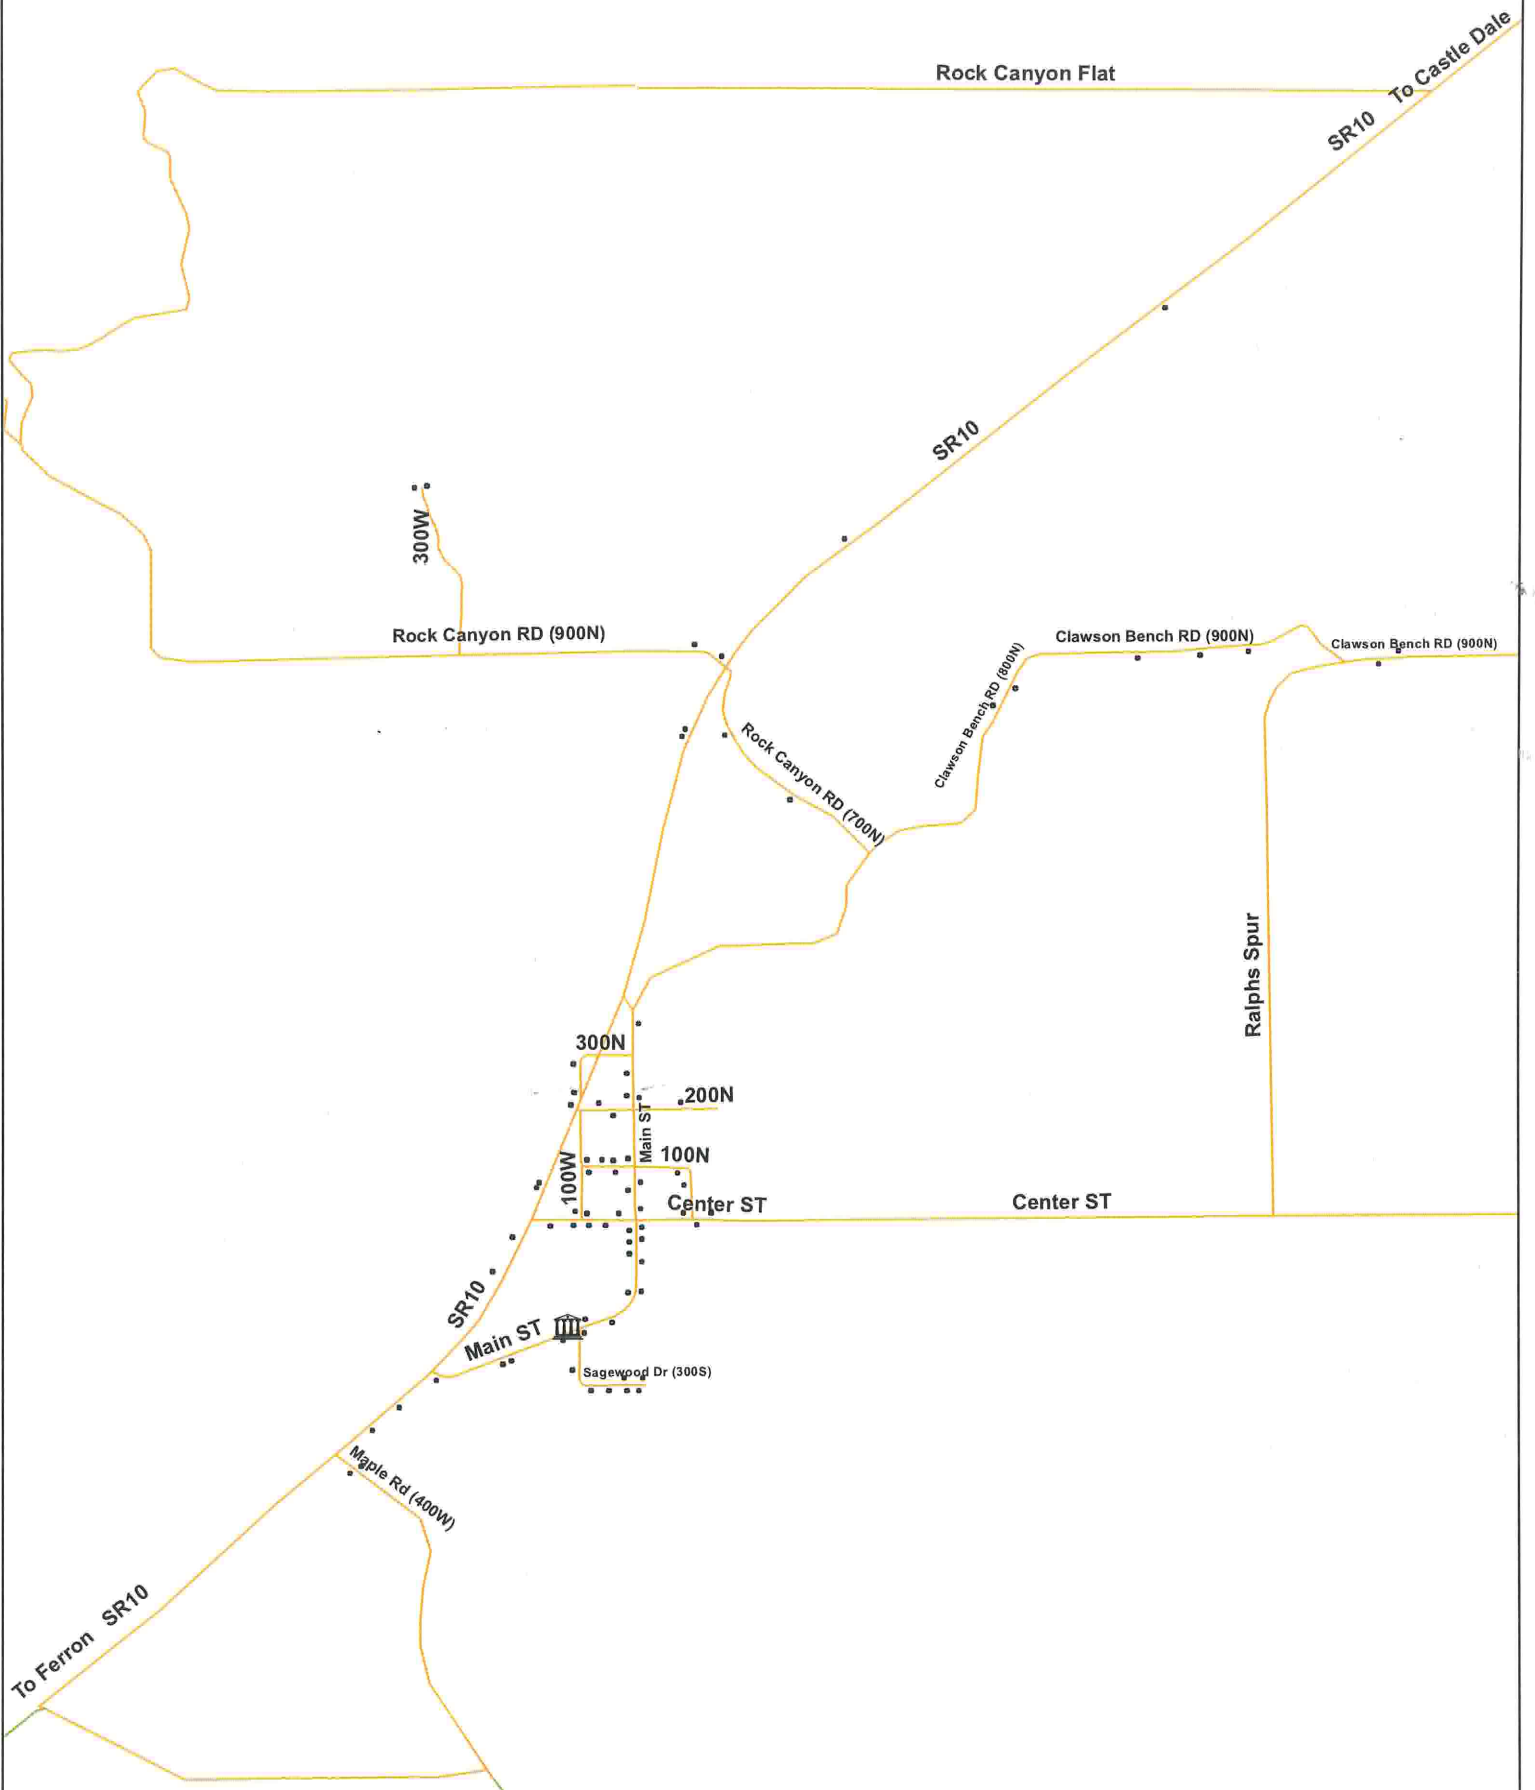 To Castle Dale
Rock Canyon Flat
SR10
SR10
300W
Rock Canyon RD (900N)
Clawson Bench RD (900N)
Clawson Bench RD (900N)
Clawson Bench RD (800N)
Rock Canyon RD (700N)
Ralphs Spur
300N
200N
Main ST
100N
100W
Center ST
Center ST
SR10
Main ST
Sagewood Dr (300S)
Maple Rd (400W)
SR10
To Ferron